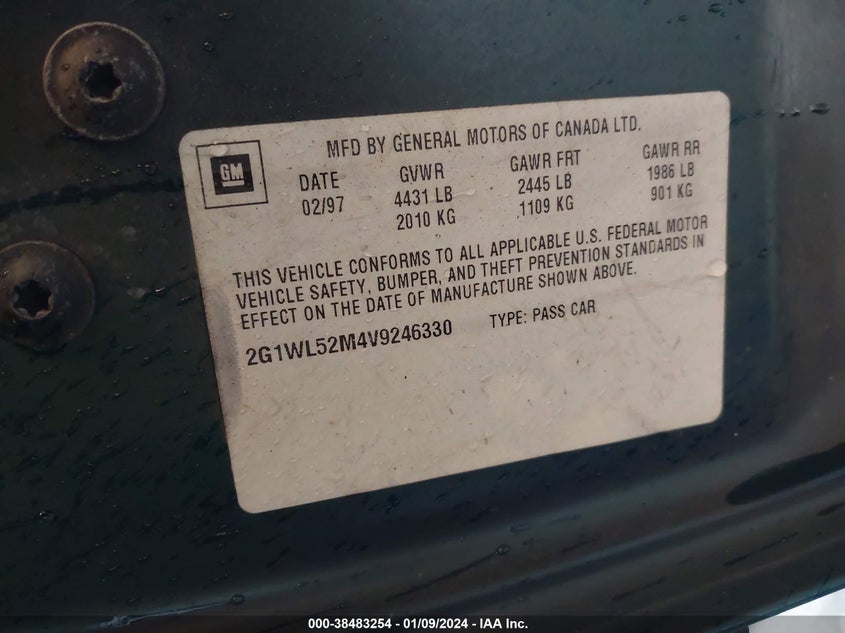 MFD BY GENERAL MOTORS OF CANADA LTD.
GM
DATE GVWR GAWR FRT GAWR RR
02/97 4431 LB 2445 LB 1986 LB
2010 KG 1109 KG 901 KG
THIS VEHICLE CONFORMS TO ALL APPLICABLE U.S. FEDERAL MOTOR
VEHICLE SAFETY, BUMPER, AND THEFT PREVENTION STANDARDS IN
EFFECT ON THE DATE OF MANUFACTURE SHOWN ABOVE.
2G1WL52M4V9246330 TYPE: PASS CAR
000-38483254 - 01/09/2024 - IAA Inc.